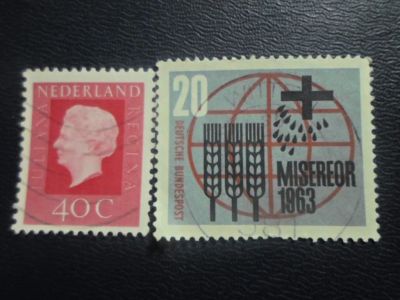 NEDERLAND
JULIANA
REGINA
40C
20
DEUTSCHE BUNDESPOST
MISEREOR
1963